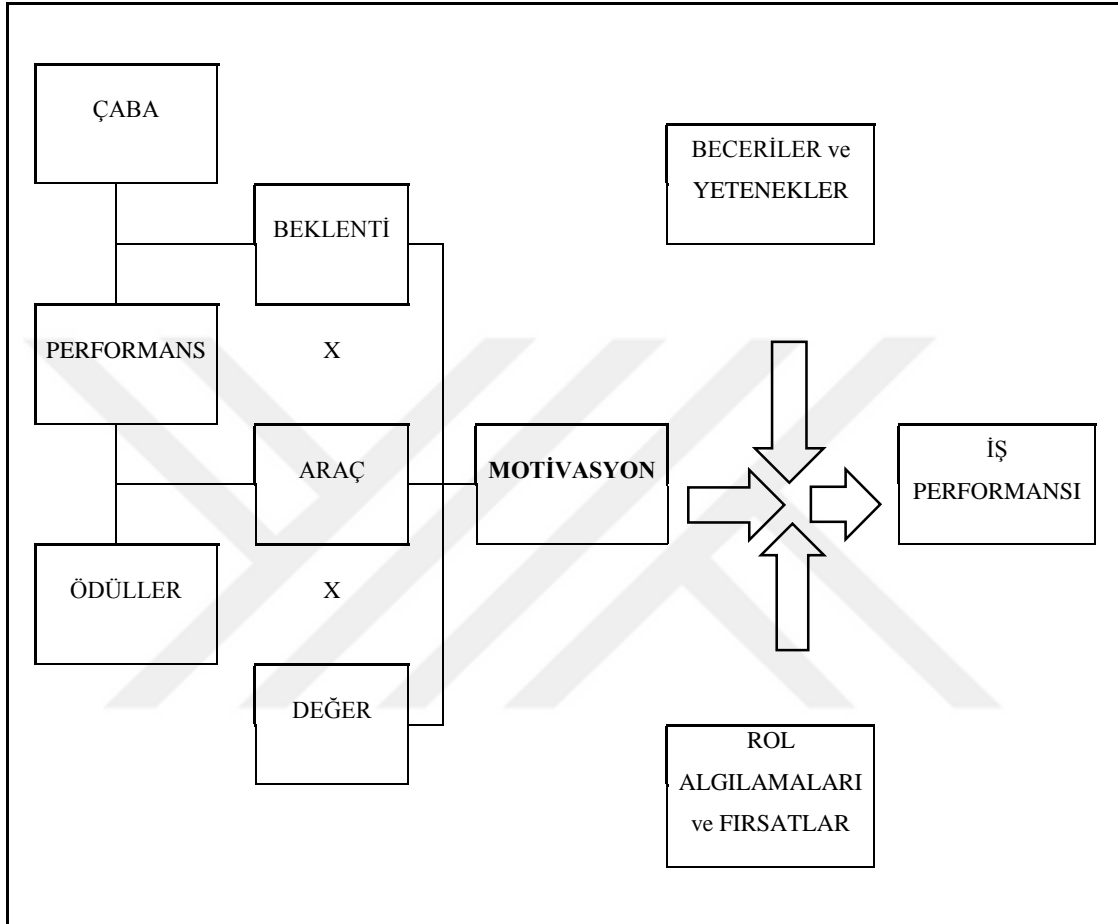 ÇABA
BECERİLER ve
YETENEKLER
BEKLENTİ
PERFORMANS
X
ARAÇ
MOTİVASYON
İŞ
PERFORMANSI
ÖDÜLLER
X
DEĞER
ROL
ALGILAMALARI
ve FIRSATLAR